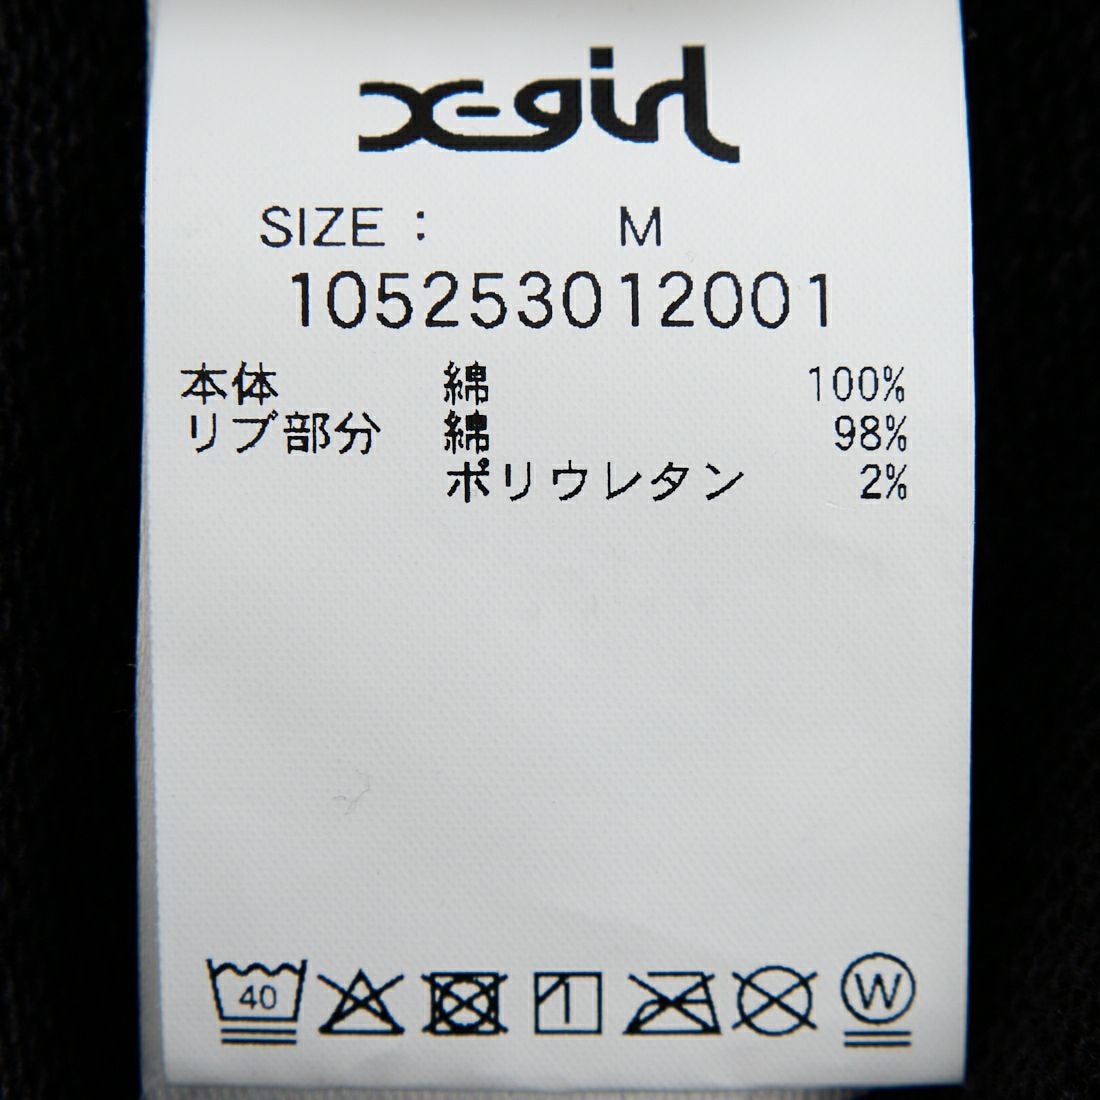 x-girl
SIZE : M
105253012001
本体 綿 100%
リブ部分 綿 98%
ポリウレタン 2%
40
W